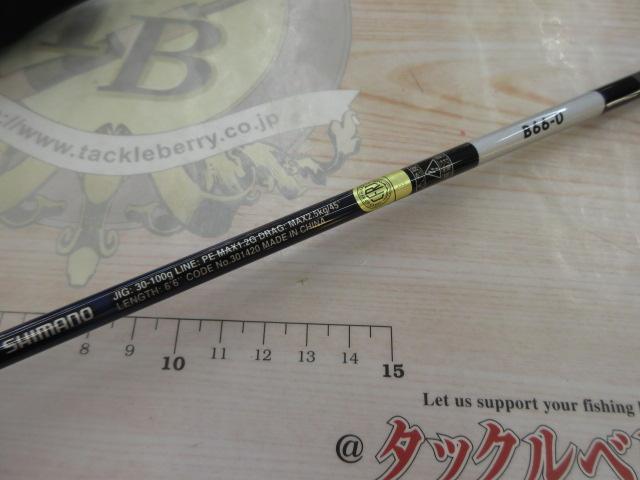 B
http://www.tackleberry.co.jp
B66-0
JIG: 30-100g LINE: PE MAX1.2G DRAG: MAX2.5kg/45°
LENGTH: 6'6" CODE No.301420 MADE IN CHINA
SHIMANO
8 9 10 11 12 13 14 15
Let us support your fishing
@タックルベ